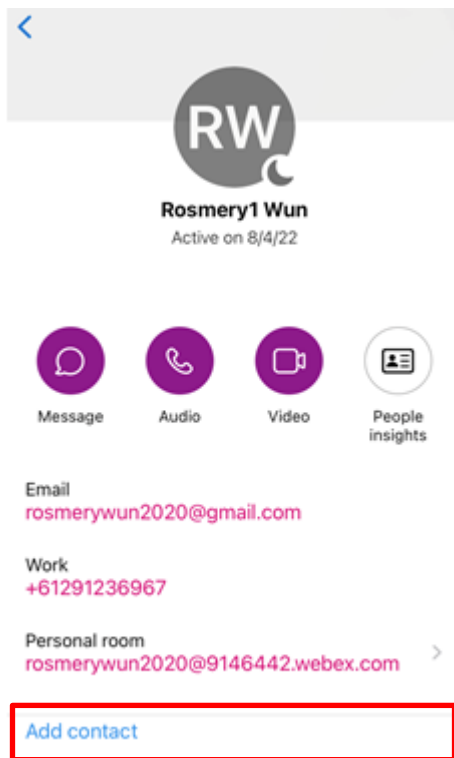 RW
Rosmery1 Wun
Active on 8/4/22
Message Audio Video People insights
Email
rosmerywun2020@gmail.com
Work
+61291236967
Personal room
rosmerywun2020@9146442.webex.com
Add contact